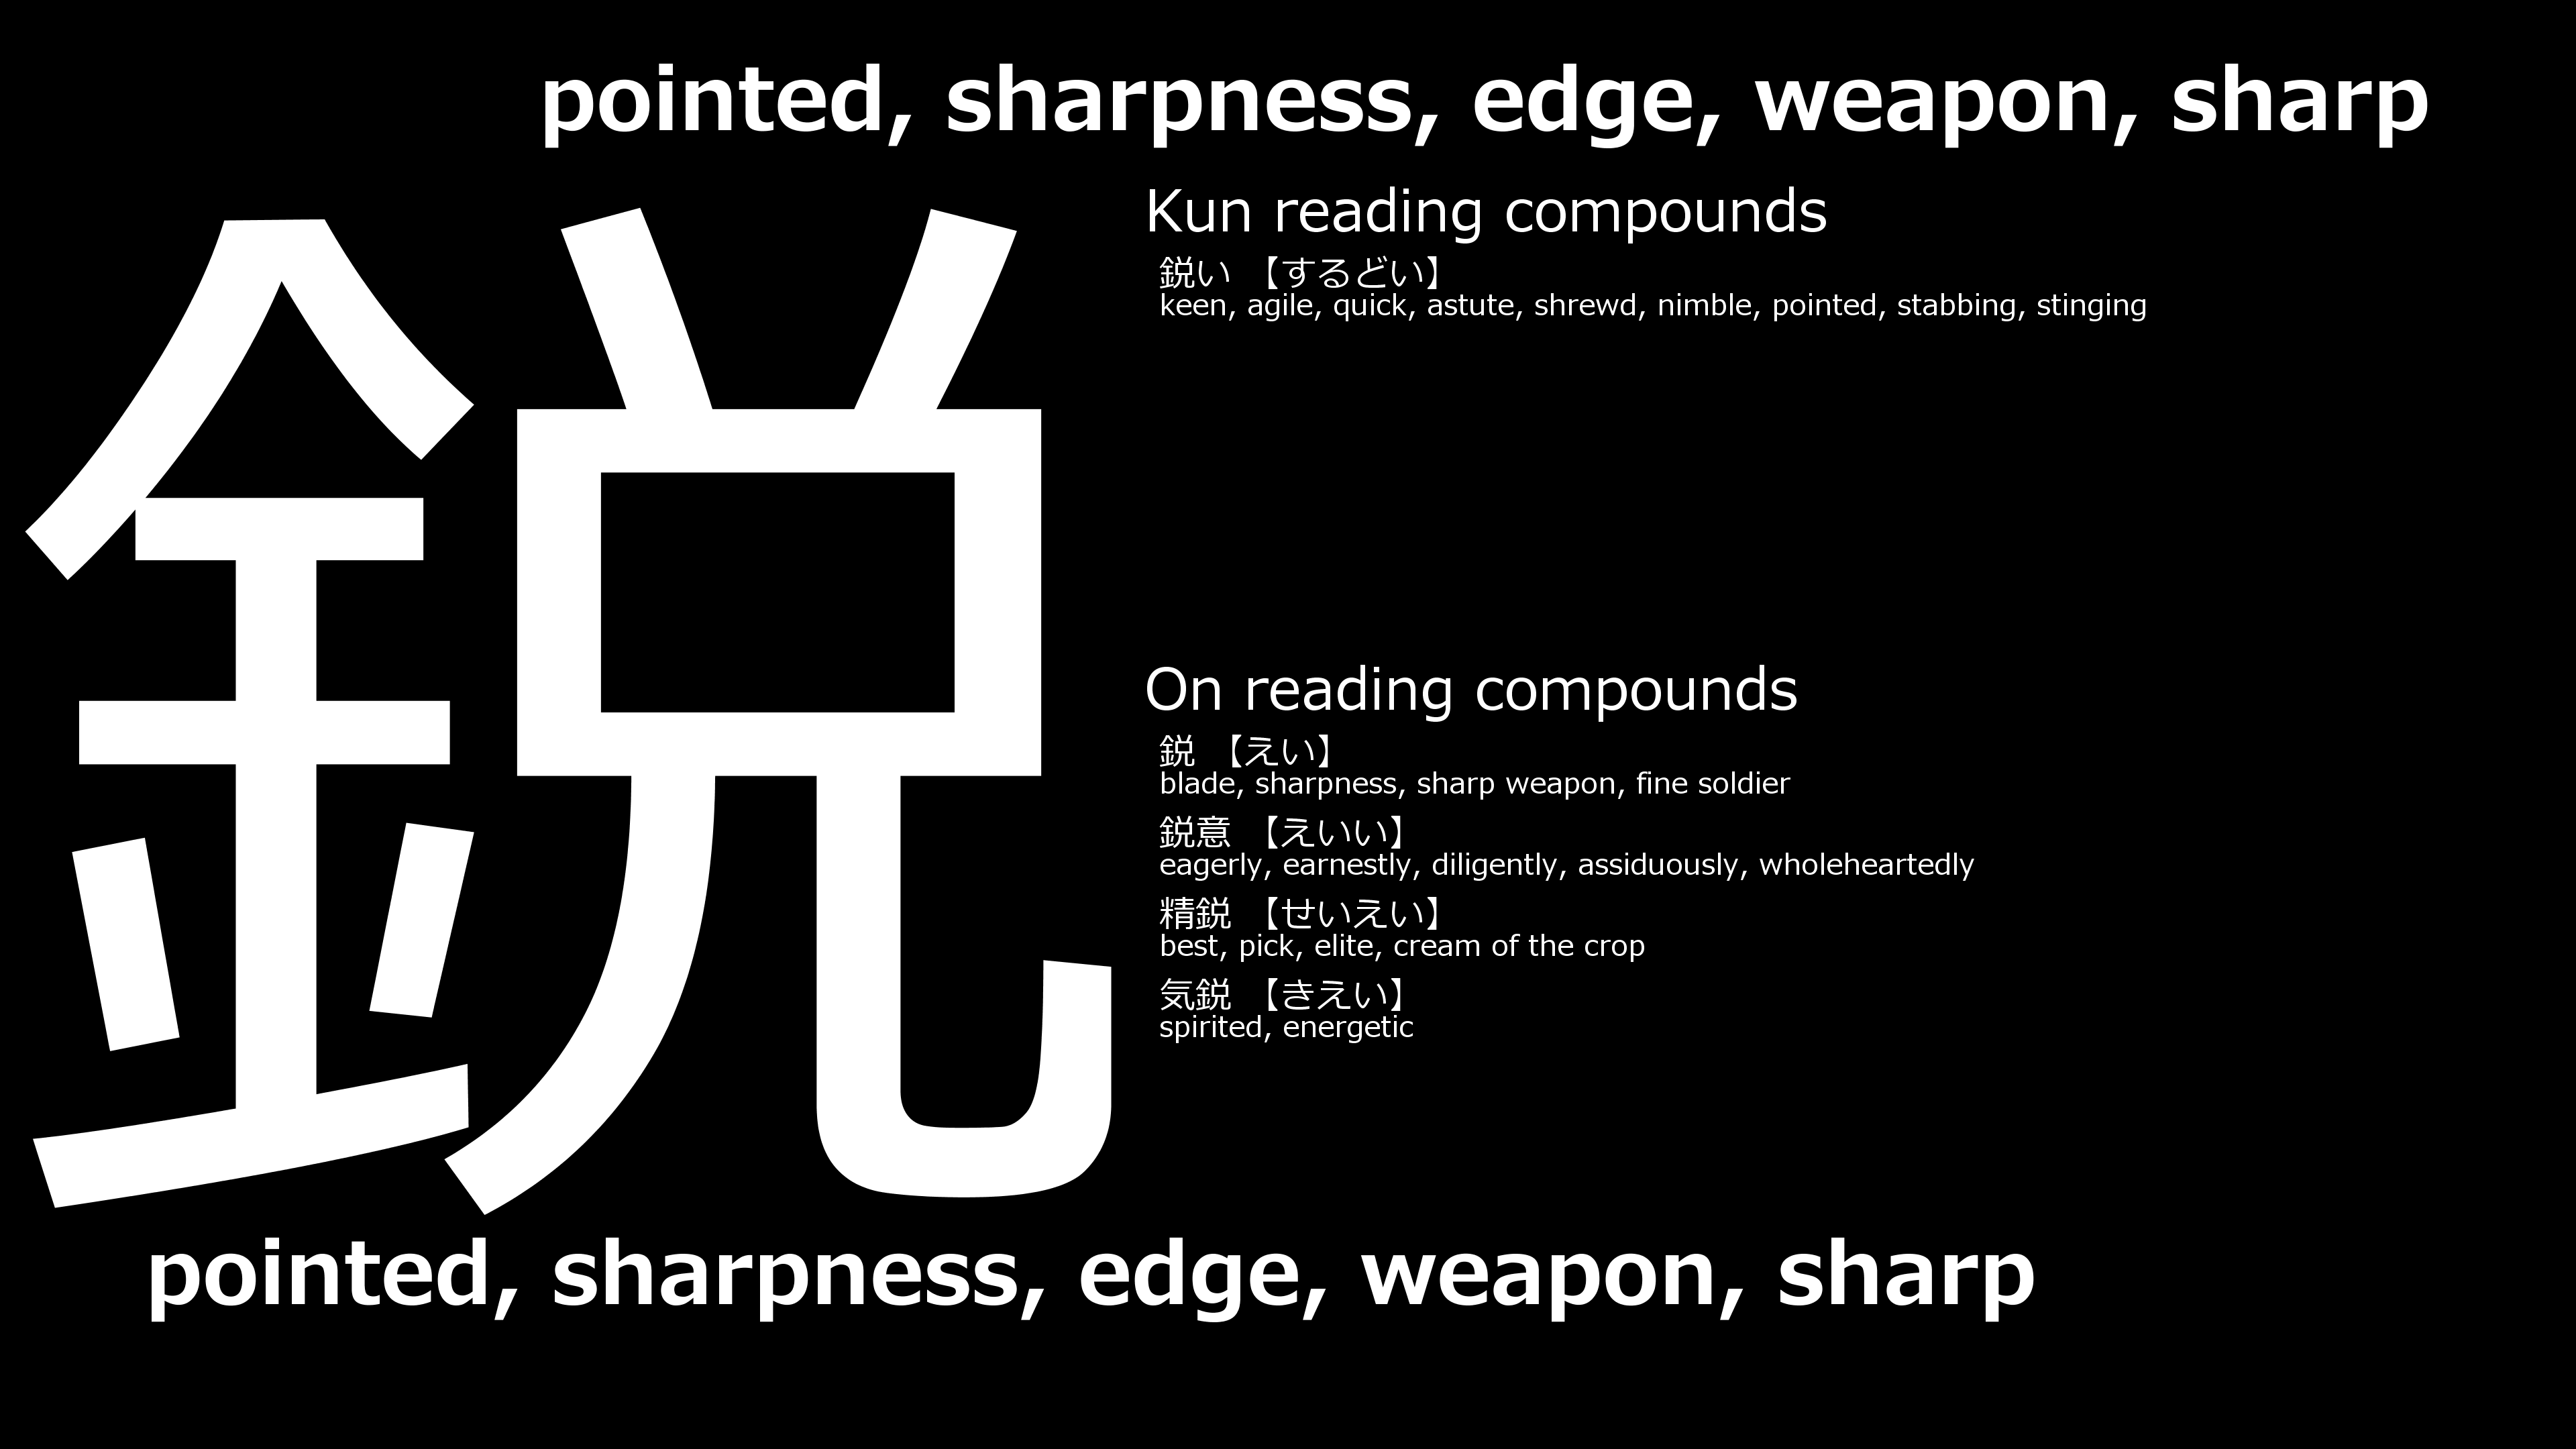 pointed, sharpness, edge, weapon, sharp
鋭
Kun reading compounds
鋭い 【するどい】
keen, agile, quick, astute, shrewd, nimble, pointed, stabbing, stinging
On reading compounds
鋭 【えい】
blade, sharpness, sharp weapon, fine soldier
鋭意 【えいい】
eagerly, earnestly, diligently, assiduously, wholeheartedly
精鋭 【せいえい】
best, pick, elite, cream of the crop
気鋭 【きえい】
spirited, energetic
pointed, sharpness, edge, weapon, sharp